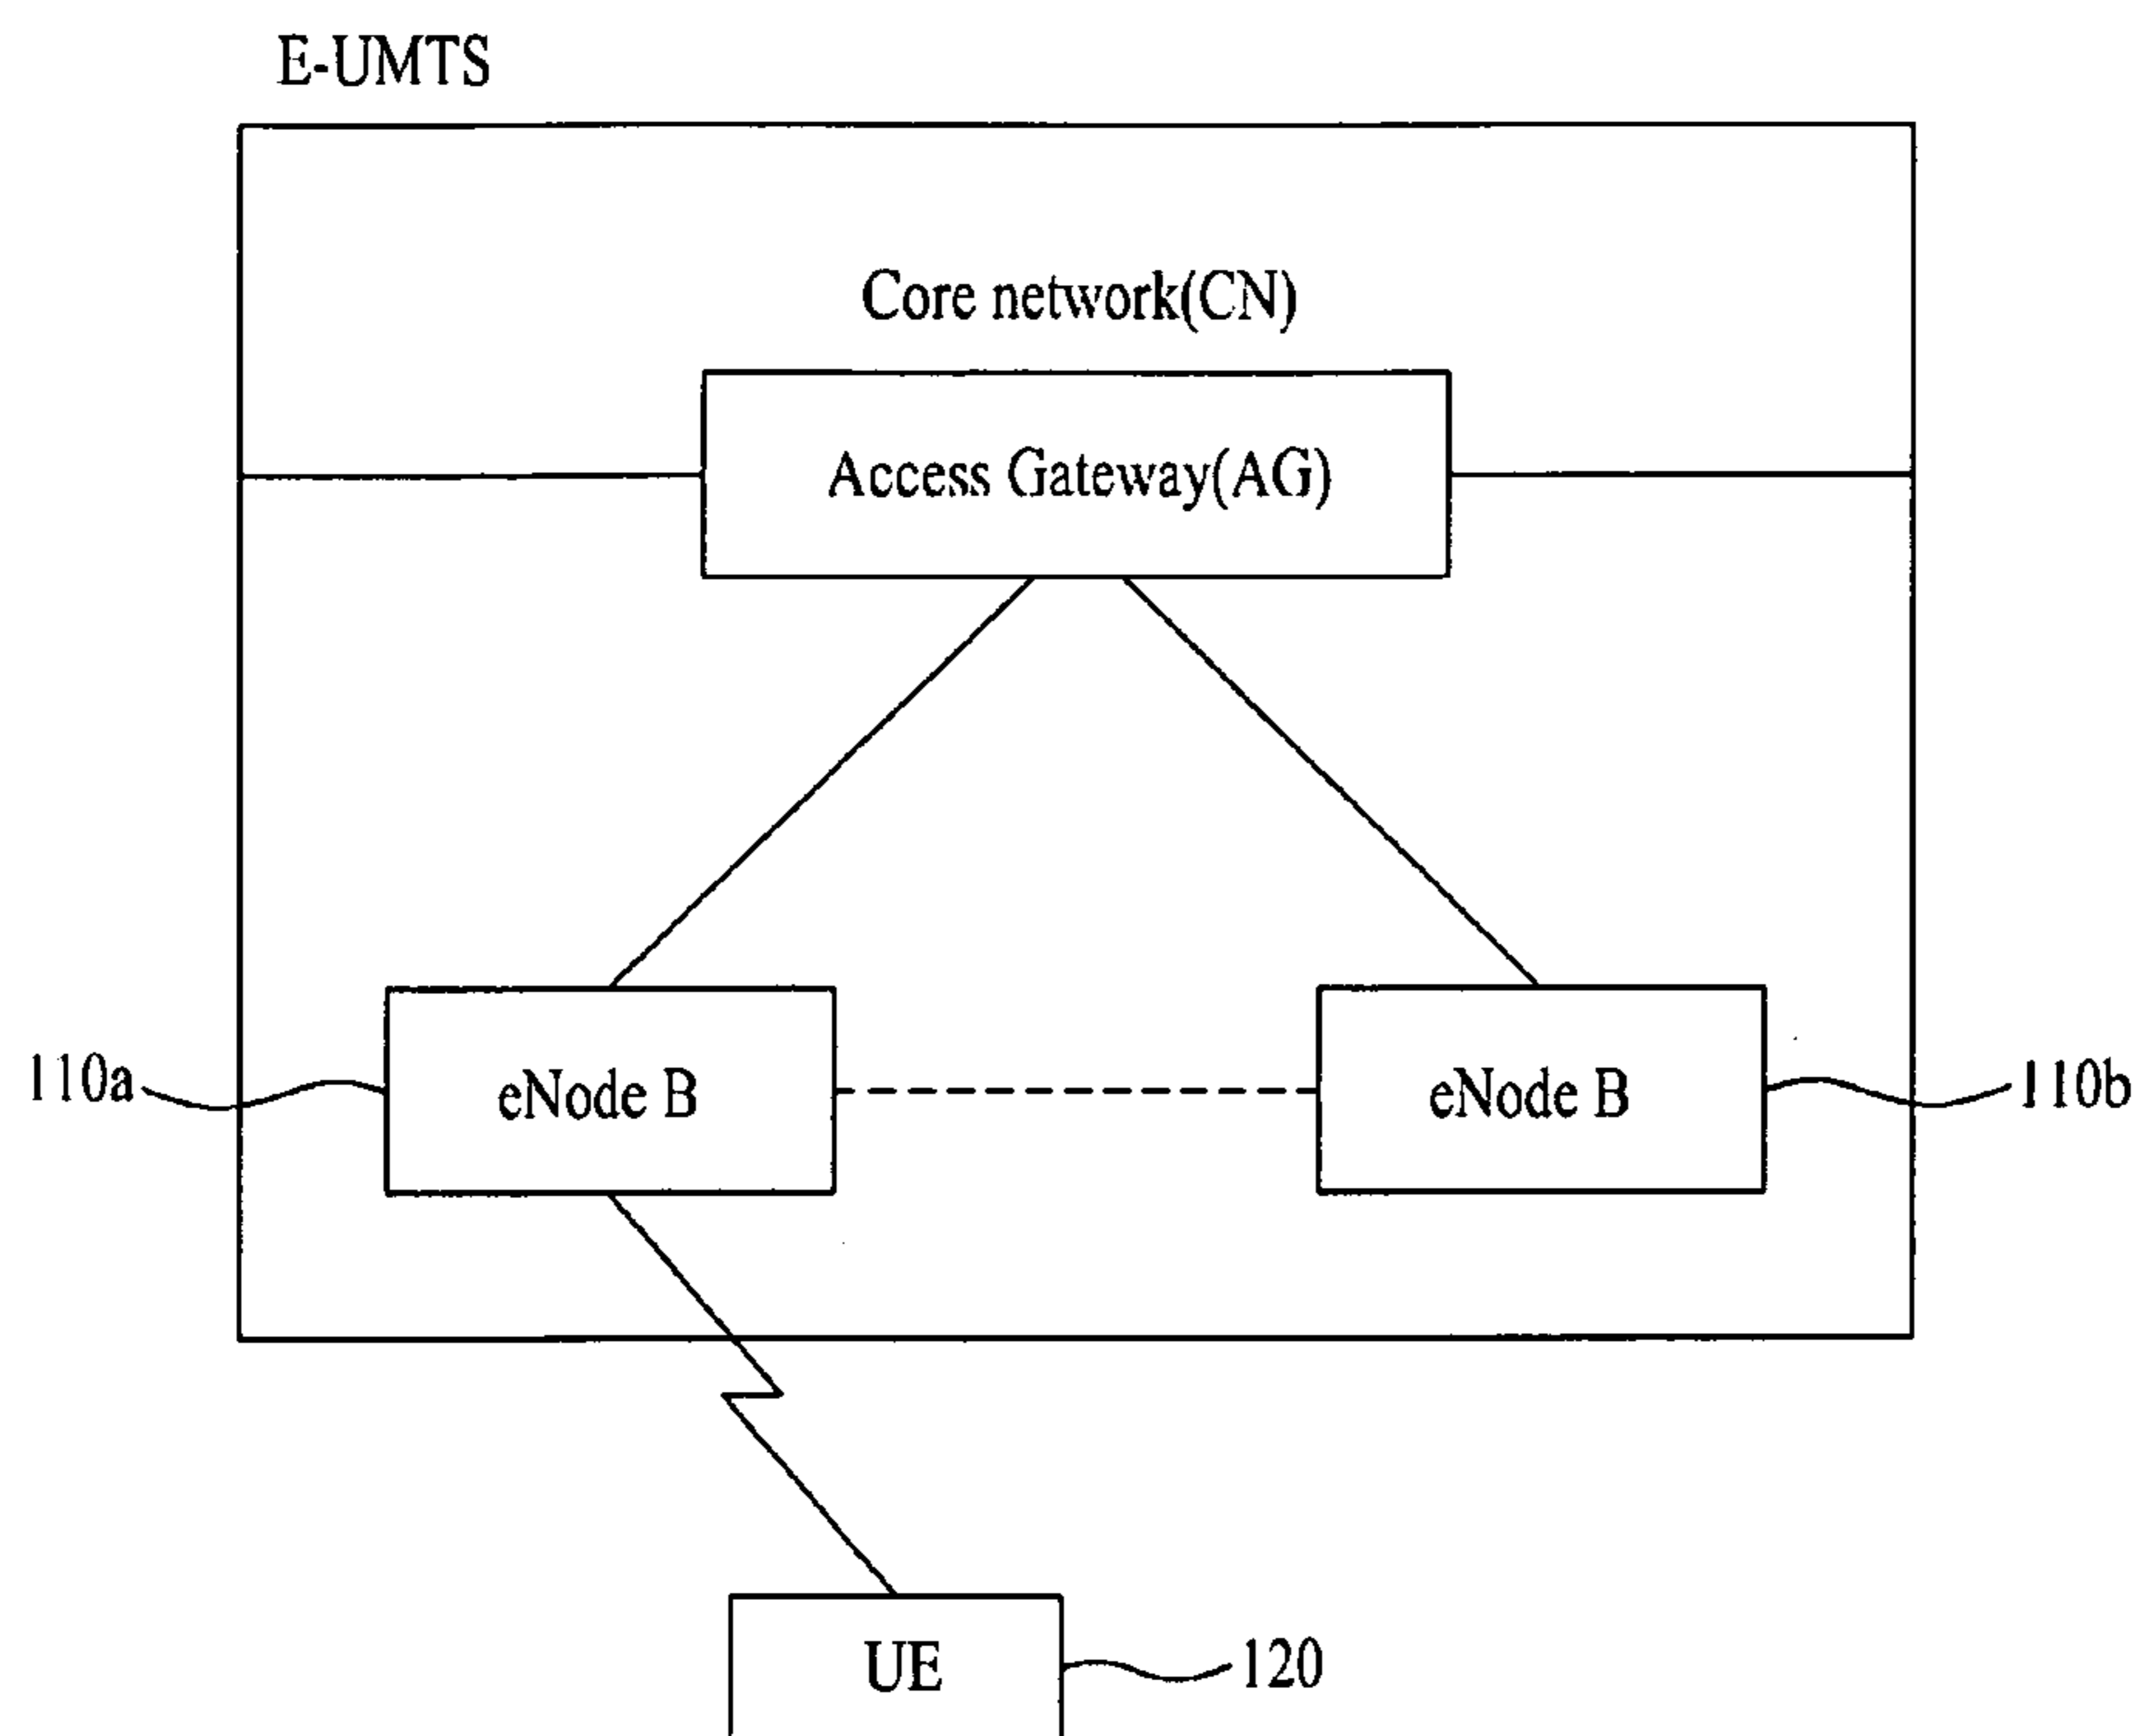 E-UMTS
Core network(CN)
Access Gateway(AG)
110a
eNode B
eNode B
110b
UE
120